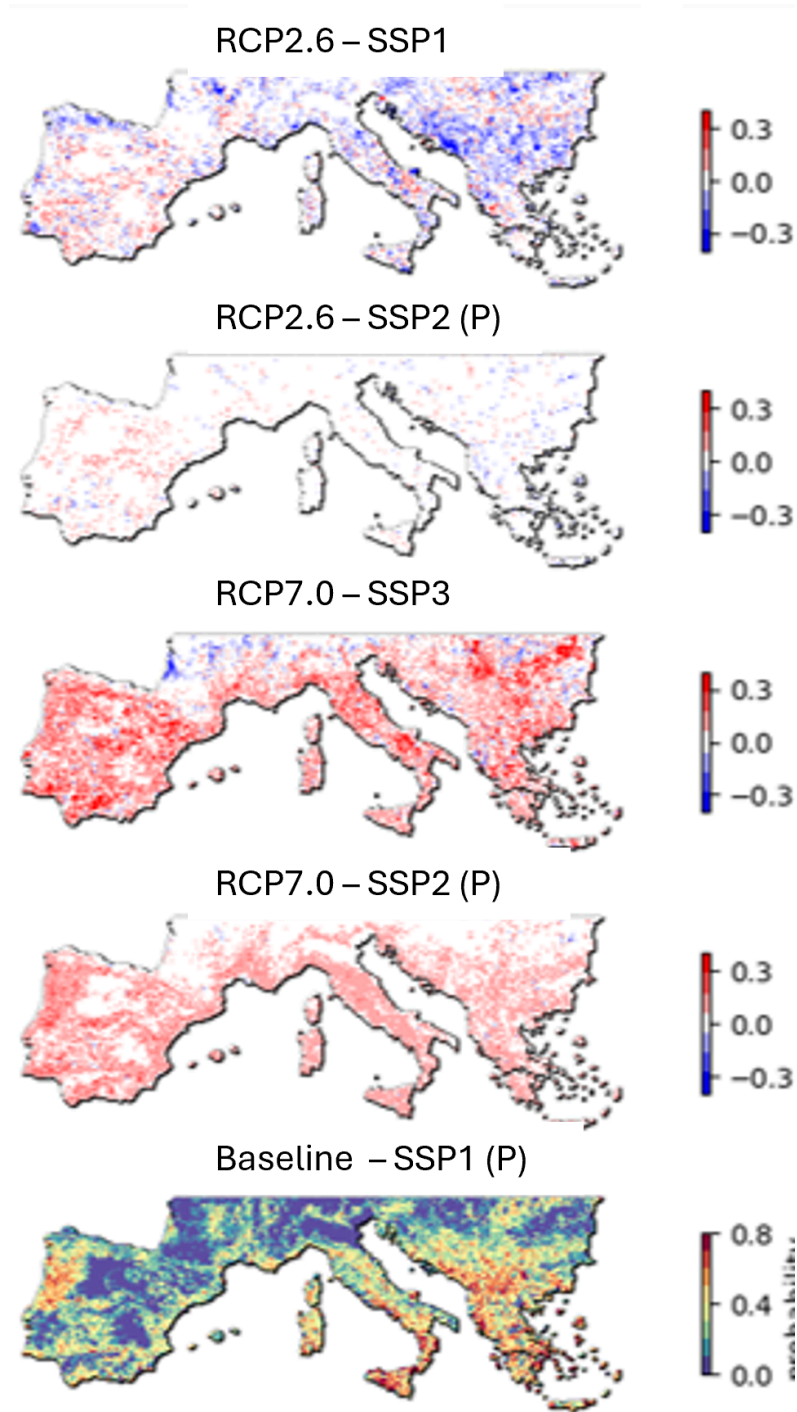 RCP2.6 – SSP1
0.3
0.0
−0.3
RCP2.6 – SSP2 (P)
0.3
0.0
−0.3
RCP7.0 – SSP3
0.3
0.0
−0.3
RCP7.0 – SSP2 (P)
0.3
0.0
−0.3
Baseline – SSP1 (P)
0.8
0.4
0.0
probability